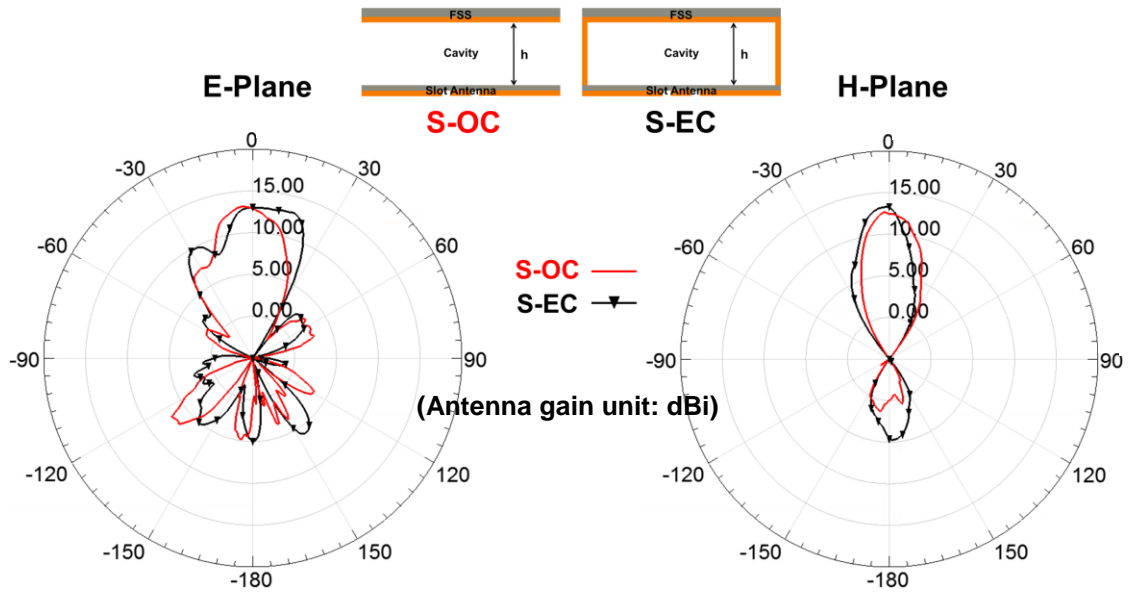 FSS
FSS
Cavity
h
Cavity
h
Slot Antenna
Slot Antenna
E-Plane
H-Plane
S-OC
S-EC
0
-30
30
-60
60
-90
90
-120
120
-150
150
-180
15.00
10.00
5.00
0.00
S-OC
S-EC
(Antenna gain unit: dBi)
0
-30
30
-60
60
-90
90
-120
120
-150
150
-180
15.00
10.00
5.00
0.00